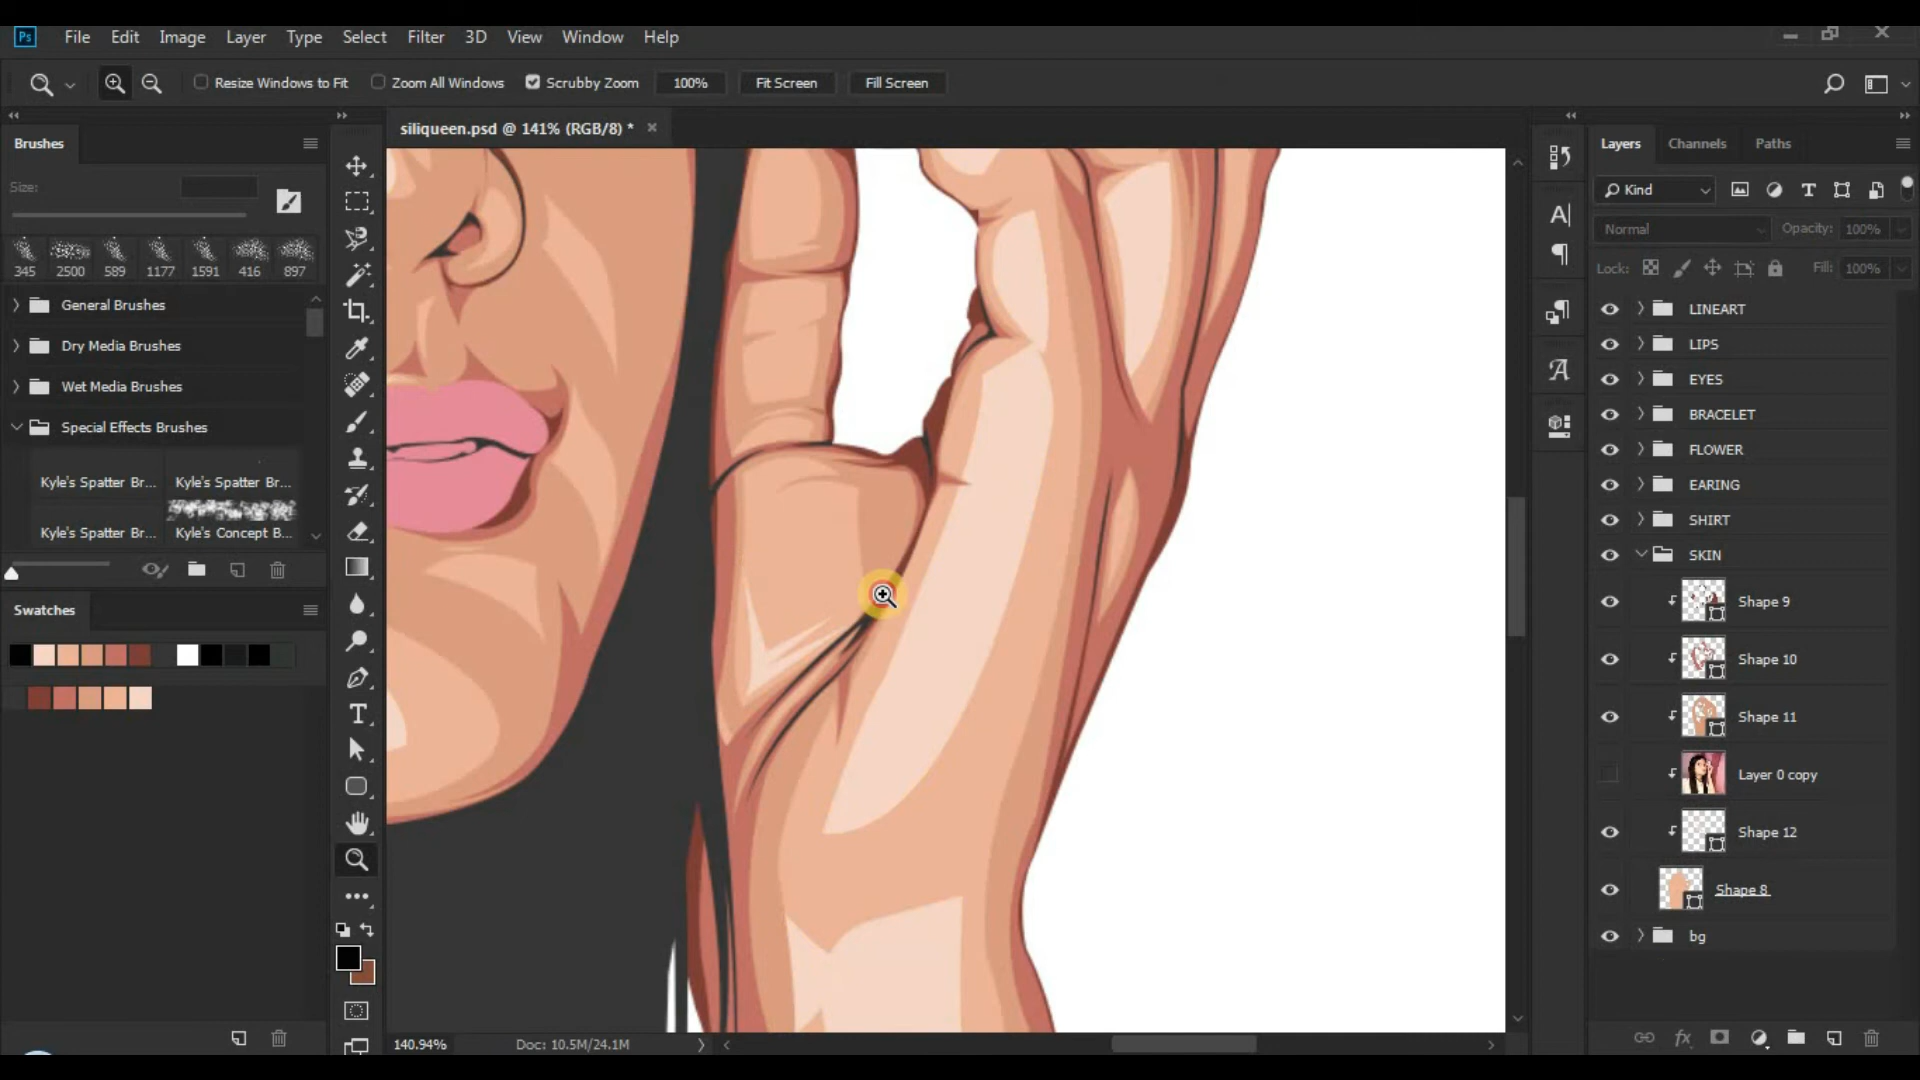 Ps File Edit Image Layer Type Select Filter 3D View Window Help
Resize Windows to Fit Zoom All Windows Scrubby Zoom 100% Fit Screen Fill Screen
siliqueen.psd @ 141% (RGB/8) *
Brushes
Size:
345 2500 589 1177 1591 416 897
General Brushes
Dry Media Brushes
Wet Media Brushes
Special Effects Brushes
Kyle's Spatter Br... Kyle's Spatter Br...
Kyle's Spatter Br... Kyle's Concept B...
Swatches
140.94% Doc: 10.5M/24.1M
Layers Channels Paths
Kind
Normal Opacity: 100%
Lock: Fill: 100%
LINEART
LIPS
EYES
BRACELET
FLOWER
EARING
SHIRT
SKIN
Shape 9
Shape 10
Shape 11
Layer 0 copy
Shape 12
Shape 8
bg